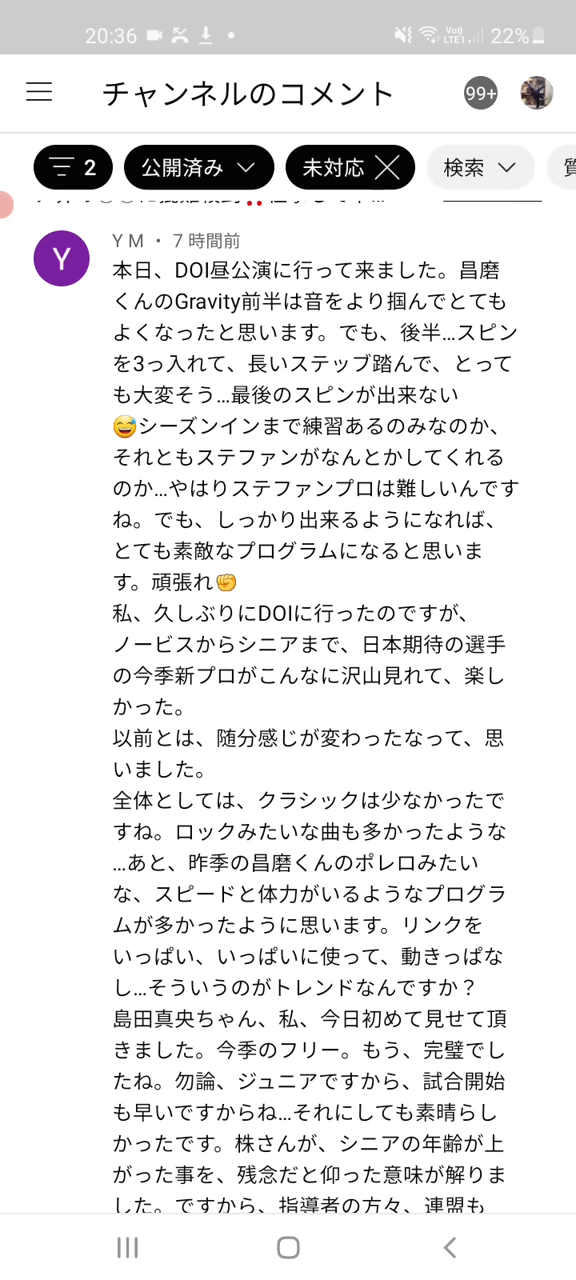 20:36
Vo)) LTE1 22%
チャンネルのコメント
99+
2 公開済み 未対応 検索
Y
Y M ・ 7 時間前
本日、DOI昼公演に行って来ました。昌磨
くんのGravity前半は音をより掴んでとても
よくなったと思います。でも、後半…スピン
を3っ入れて、長いステップ踏んで、とって
も大変そう…最後のスピンが出来ない
😅シーズンインまで練習あるのみなのか、
それともステファンがなんとかしてくれる
のか…やはりステファンプロは難しいんです
ね。でも、しっかり出来るようになれば、
とても素敵なプログラムになると思いま
す。頑張れ✊
私、久しぶりにDOIに行ったのですが、
ノービスからシニアまで、日本期待の選手
の今季新プロがこんなに沢山見れて、楽し
かった。
以前とは、随分感じが変わったなって、思
いました。
全体としては、クラシックは少なかったで
すね。ロックみたいな曲も多かったような
…あと、昨季の昌磨くんのボレロみたい
な、スピードと体力がいるようなプログラ
ムが多かったように思います。リンクを
いっぱい、いっぱいに使って、動きっぱな
し…そういうのがトレンドなんですか？
島田真央ちゃん、私、今日初めて見せて頂
きました。今季のフリー。もう、完璧でし
たね。勿論、ジュニアですから、試合開始
も早いですからね…それにしても素晴らし
かったです。株さんが、シニアの年齢が上
がった事を、残念だと仰った意味が解りま
した。ですから、指導者の方々、連盟も